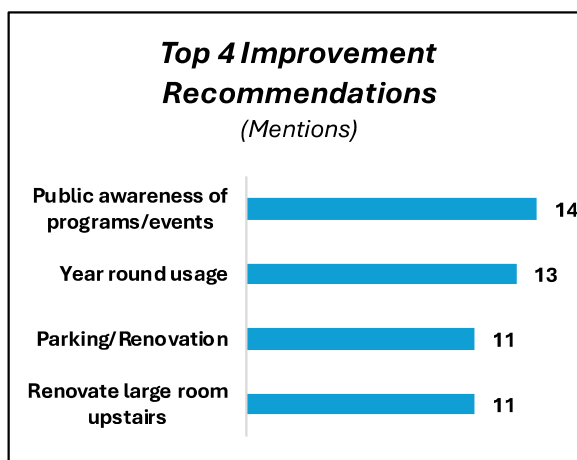 Top 4 Improvement
Recommendations
(Mentions)
Public awareness of
programs/events
14
Year round usage
13
Parking/Renovation
11
Renovate large room
upstairs
11